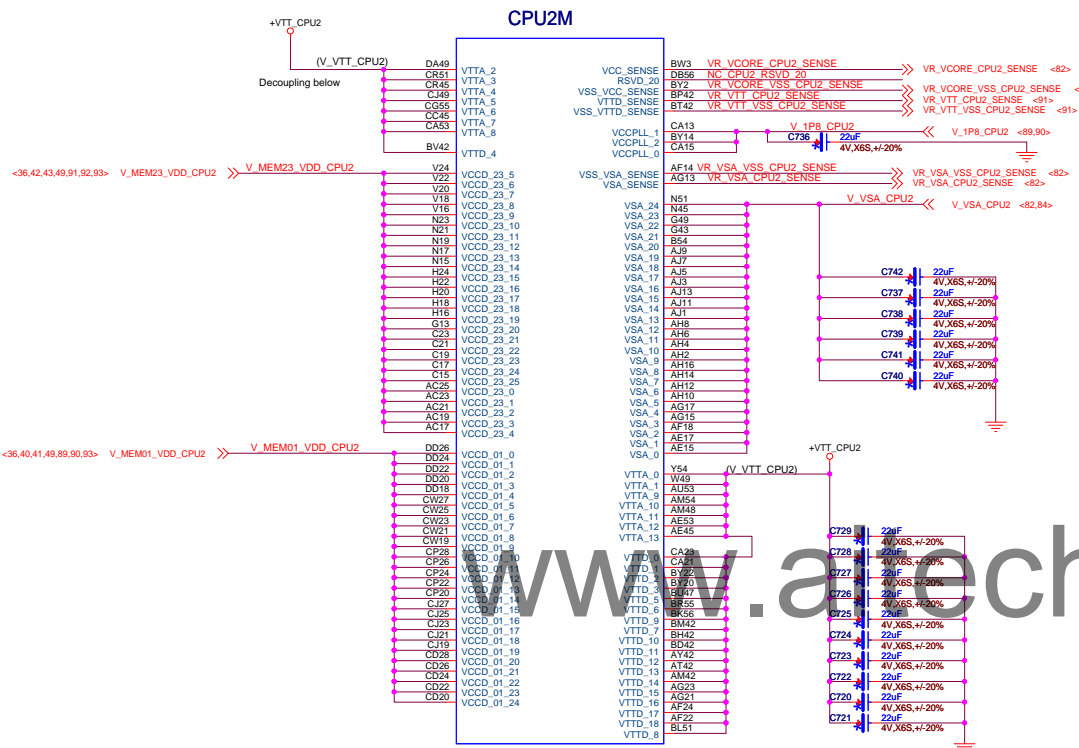 CPU2M
+VTT_CPU2
(V_VTT_CPU2)
Decoupling below
DA49 VTTA_2
CR51 VTTA_3
CR45 VTTA_4
CJ49 VTTA_5
CG55 VTTA_6
CC45 VTTA_7
CA53 VTTA_8
BV42 VTTD_4
<36,42,43,49,91,92,93> V_MEM23_VDD_CPU2 V_MEM23_VDD_CPU2
V24 VCCD_23_5
V22 VCCD_23_6
V20 VCCD_23_7
V18 VCCD_23_8
V16 VCCD_23_9
N23 VCCD_23_10
N21 VCCD_23_11
N19 VCCD_23_12
N17 VCCD_23_13
N15 VCCD_23_14
H24 VCCD_23_15
H22 VCCD_23_16
H20 VCCD_23_17
H18 VCCD_23_18
H16 VCCD_23_19
G13 VCCD_23_20
C23 VCCD_23_21
C21 VCCD_23_22
C19 VCCD_23_23
C17 VCCD_23_24
C15 VCCD_23_25
AC25 VCCD_23_0
AC23 VCCD_23_1
AC21 VCCD_23_2
AC19 VCCD_23_3
AC17 VCCD_23_4
<36,40,41,49,89,90,93> V_MEM01_VDD_CPU2 V_MEM01_VDD_CPU2
DD26 VCCD_01_0
DD24 VCCD_01_1
DD22 VCCD_01_2
DD20 VCCD_01_3
DD18 VCCD_01_4
CW27 VCCD_01_5
CW25 VCCD_01_6
CW23 VCCD_01_7
CW21 VCCD_01_8
CW19 VCCD_01_9
CP28 VCCD_01_10
CP26 VCCD_01_11
CP24 VCCD_01_12
CP22 VCCD_01_13
CP20 VCCD_01_14
CJ27 VCCD_01_15
CJ25 VCCD_01_16
CJ23 VCCD_01_17
CJ21 VCCD_01_18
CJ19 VCCD_01_19
CD28 VCCD_01_20
CD26 VCCD_01_21
CD24 VCCD_01_22
CD22 VCCD_01_23
CD20 VCCD_01_24
VCC_SENSE BW3 VR_VCORE_CPU2_SENSE VR_VCORE_CPU2_SENSE <82>
RSVD_20 DB56 NC_CPU2_RSVD_20
VSS_VCC_SENSE BY2 VR_VCORE_VSS_CPU2_SENSE VR_VCORE_VSS_CPU2_SENSE <
VTTD_SENSE BP42 VR_VTT_CPU2_SENSE VR_VTT_CPU2_SENSE <91>
VSS_VTTD_SENSE BT42 VR_VTT_VSS_CPU2_SENSE VR_VTT_VSS_CPU2_SENSE <91>
VCCPLL_1 CA13 V_1P8_CPU2 V_1P8_CPU2 <89,90>
VCCPLL_2 BY14 C736 22uF
VCCPLL_0 CA15 4V,X6S,+/-20%
VSS_VSA_SENSE AF14 VR_VSA_VSS_CPU2_SENSE VR_VSA_VSS_CPU2_SENSE <82>
VSA_SENSE AG13 VR_VSA_CPU2_SENSE VR_VSA_CPU2_SENSE <82>
VSA_24 N51 V_VSA_CPU2 V_VSA_CPU2 <82,84>
VSA_23 N45
VSA_22 G49
VSA_21 G43
VSA_20 B54
VSA_19 AJ9
VSA_18 AJ7
VSA_17 AJ5
VSA_16 AJ3
VSA_15 AJ13
VSA_14 AJ11
VSA_13 AJ1
VSA_12 AH8
VSA_11 AH6
VSA_10 AH4
VSA_9 AH2
VSA_8 AH16
VSA_7 AH14
VSA_6 AH12
VSA_5 AH10
VSA_4 AG17
VSA_3 AG15
VSA_2 AF18
VSA_1 AE17
VSA_0 AE15
C742 22uF
4V,X6S,+/-20%
C737 22uF
4V,X6S,+/-20%
C738 22uF
4V,X6S,+/-20%
C739 22uF
4V,X6S,+/-20%
C741 22uF
4V,X6S,+/-20%
C740 22uF
4V,X6S,+/-20%
+VTT_CPU2
(V_VTT_CPU2)
VTTA_0 Y54
VTTA_1 W49
VTTA_9 AU53
VTTA_10 AM54
VTTA_11 AM48
VTTA_12 AE53
VTTA_13 AE45
VTTD_0 CA23
VTTD_1 CA21
VTTD_2 BY22
VTTD_3 BY20
VTTD_5 BU47
VTTD_6 BR55
VTTD_9 BK56
VTTD_7 BM42
VTTD_10 BH42
VTTD_11 BD42
VTTD_12 AY42
VTTD_13 AT42
VTTD_14 AM42
VTTD_15 AG23
VTTD_16 AG21
VTTD_17 AF24
VTTD_18 AF22
VTTD_8 BL51
C729 22uF
4V,X6S,+/-20%
C728 22uF
4V,X6S,+/-20%
C727 22uF
4V,X6S,+/-20%
C726 22uF
4V,X6S,+/-20%
C725 22uF
4V,X6S,+/-20%
C724 22uF
4V,X6S,+/-20%
C723 22uF
4V,X6S,+/-20%
C722 22uF
4V,X6S,+/-20%
C720 22uF
4V,X6S,+/-20%
C721 22uF
4V,X6S,+/-20%